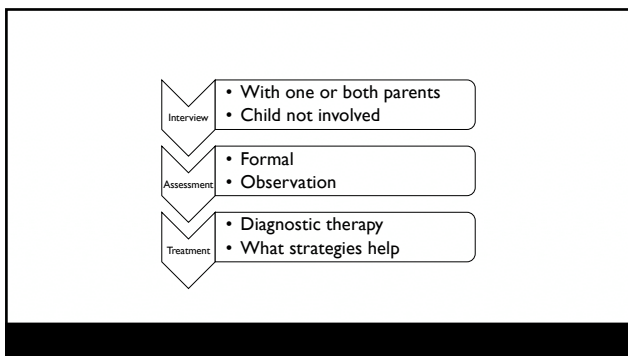 Interview
• With one or both parents
• Child not involved
Assessment
• Formal
• Observation
Treatment
• Diagnostic therapy
• What strategies help